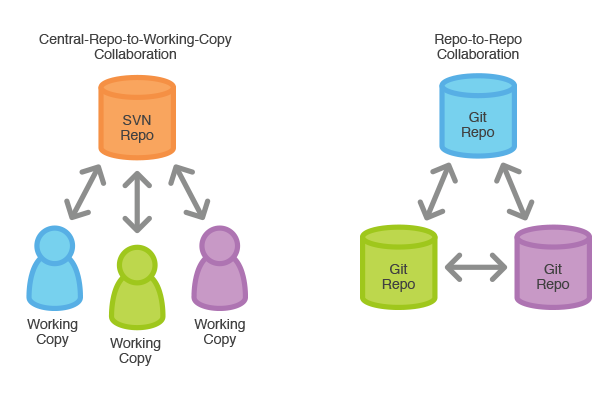 Central-Repo-to-Working-Copy
Collaboration
SVN
Repo
Working
Copy
Working
Copy
Working
Copy
Repo-to-Repo
Collaboration
Git
Repo
Git
Repo
Git
Repo